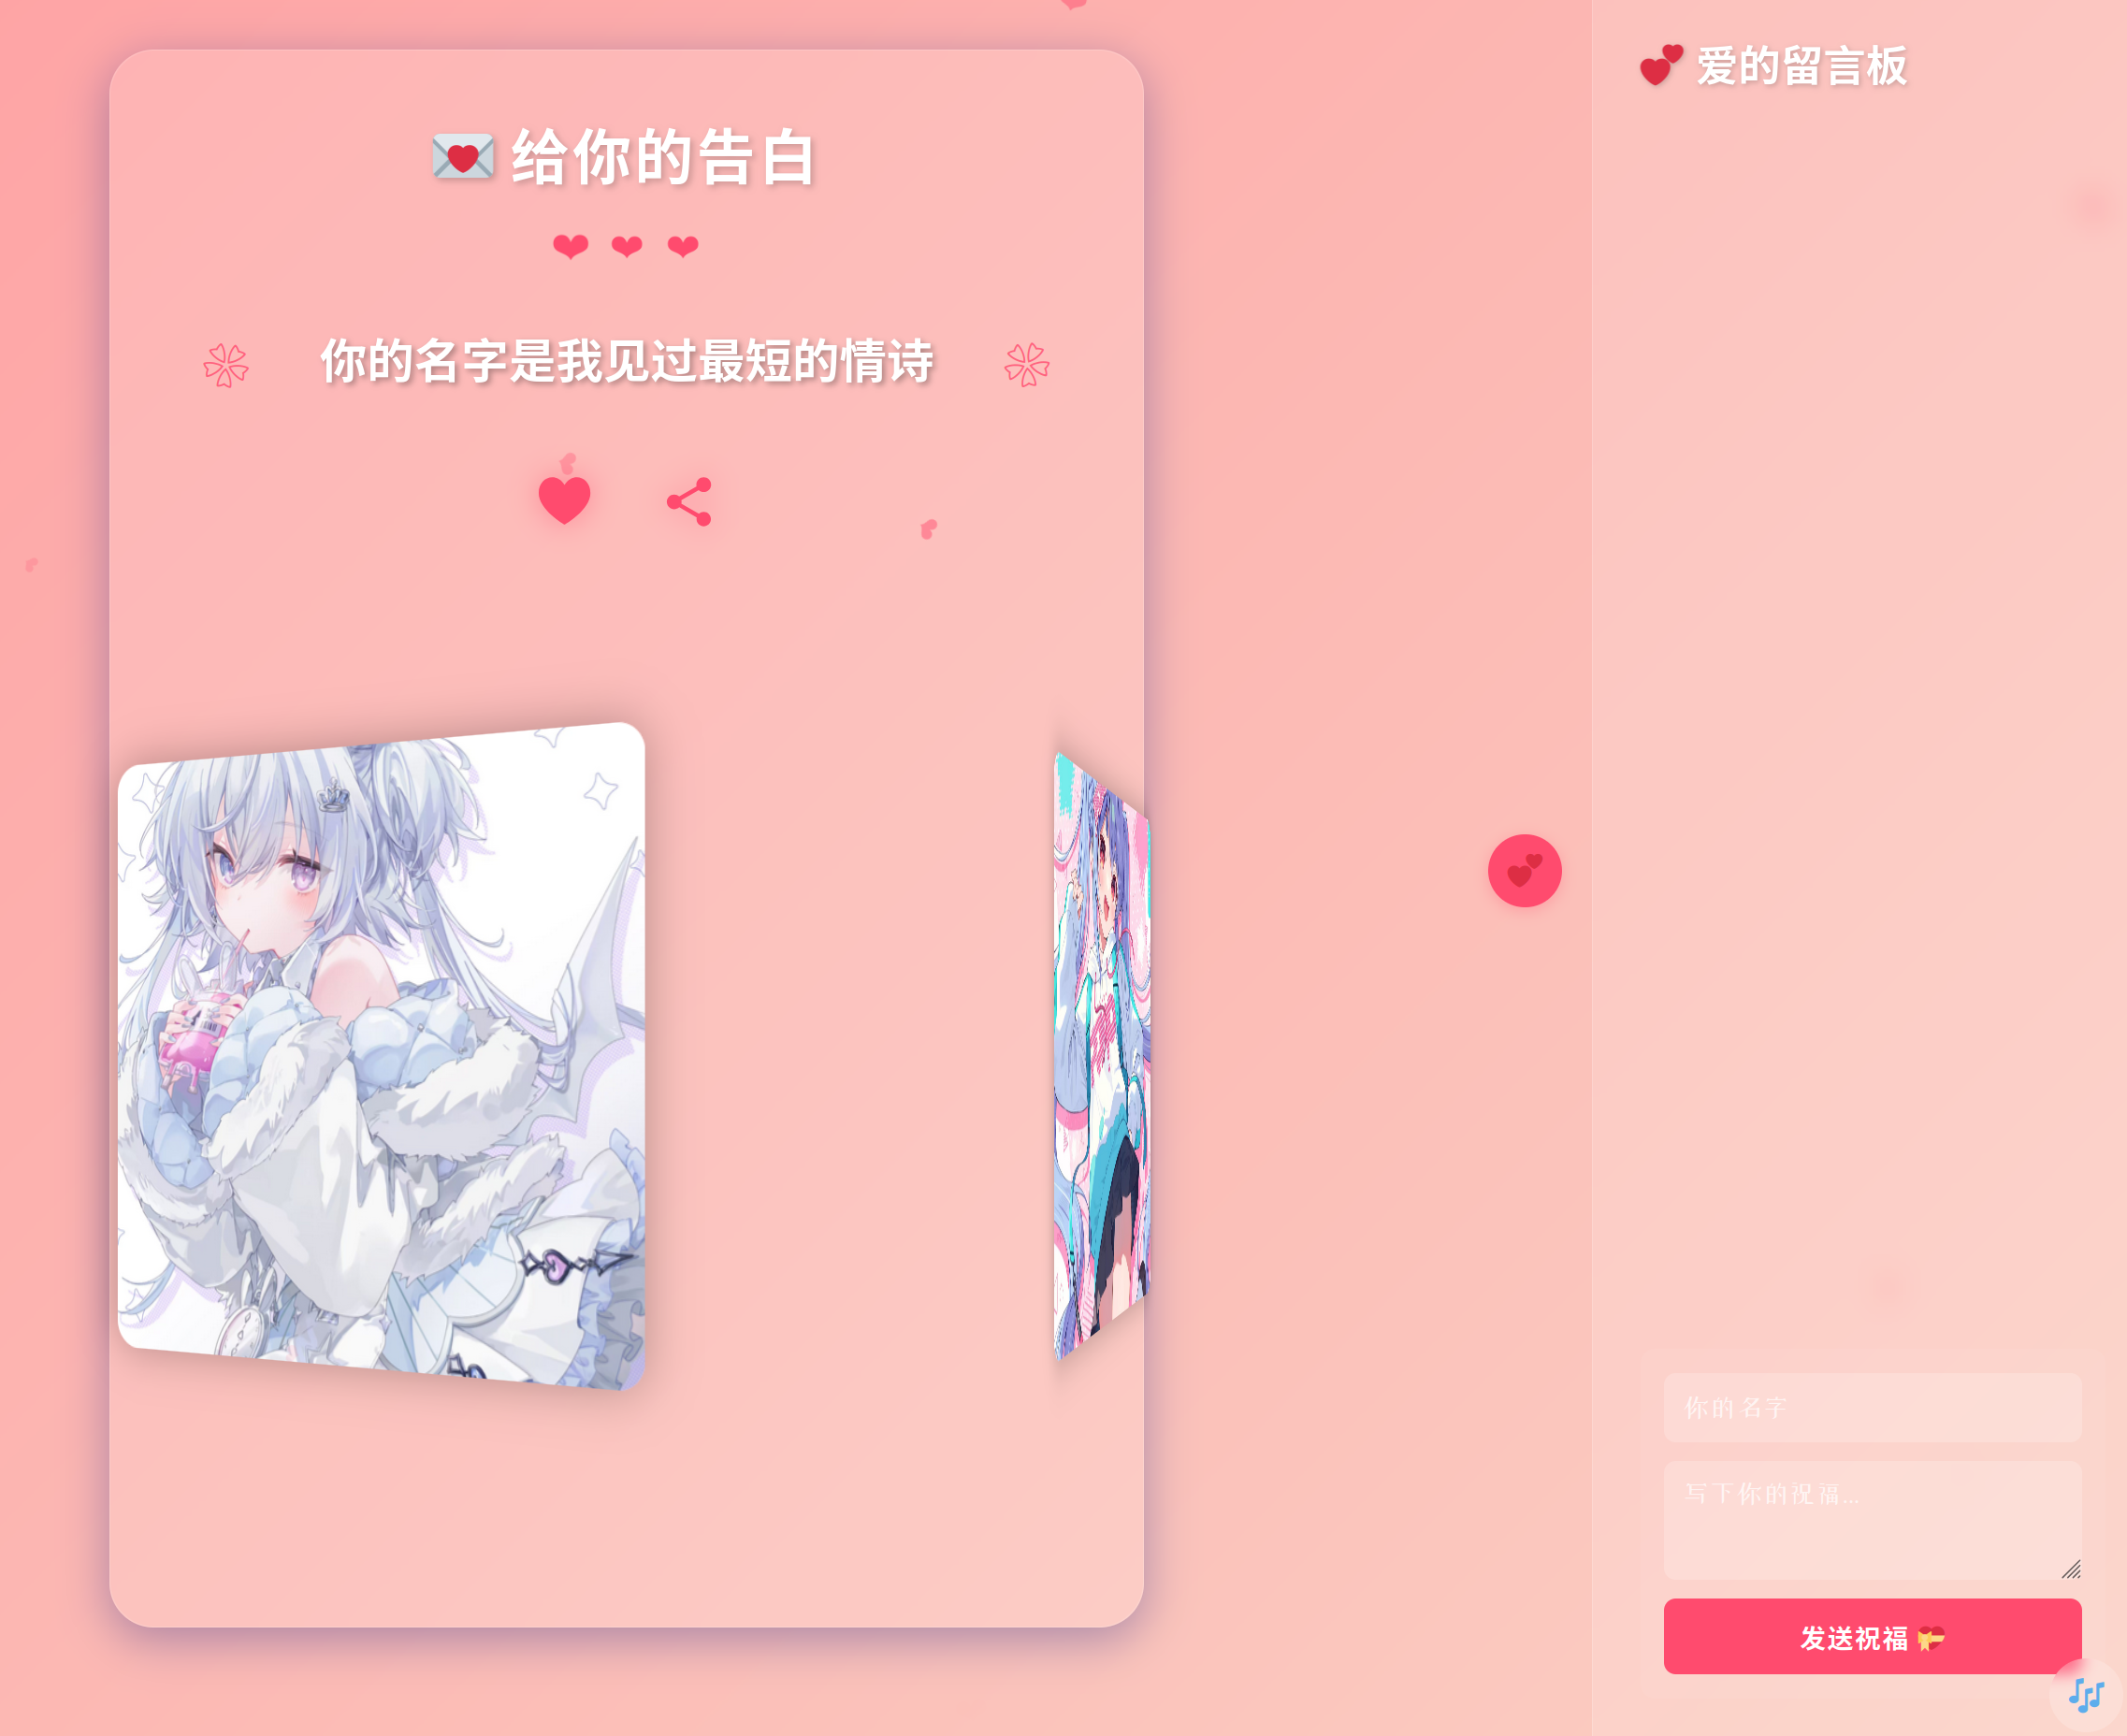 💌 给你的告白
❤ ❤ ❤
你的名字是我见过最短的情诗
💕 爱的留言板
你的名字
写下你的祝福...
发送祝福 💝